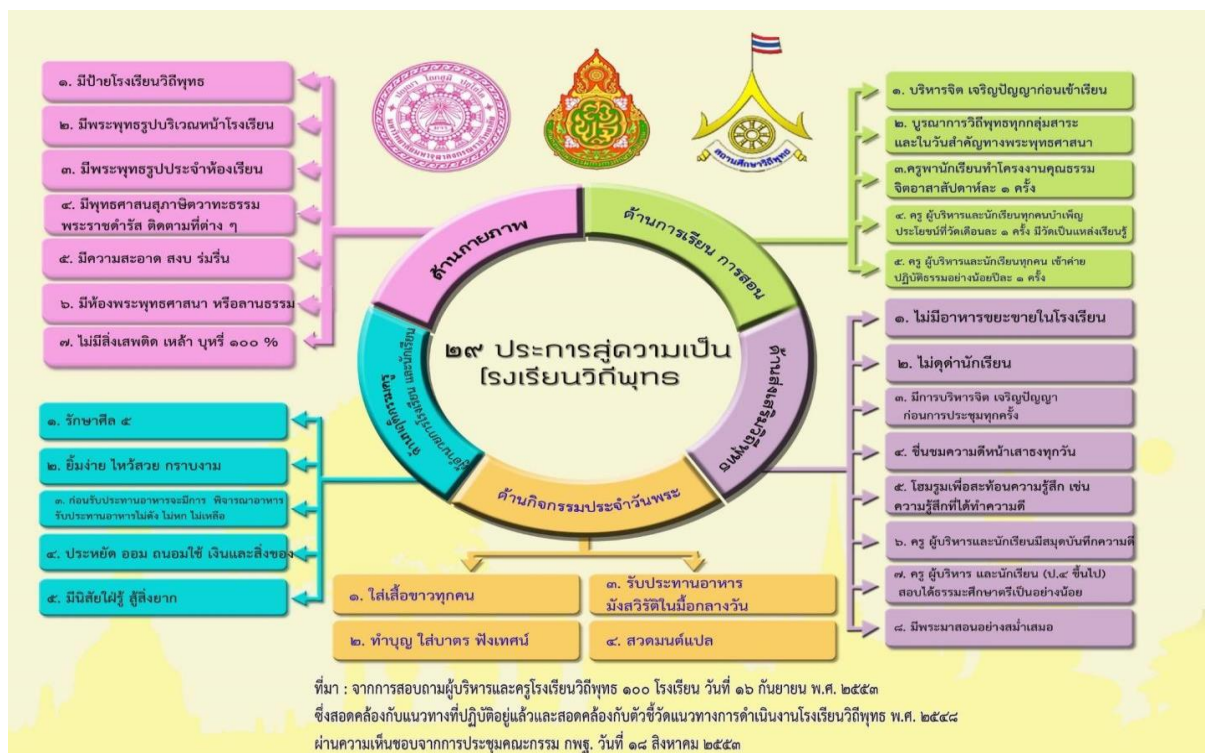 ๑. มีป้ายโรงเรียนวิถีพุทธ
๒. มีพระพุทธรูปบริเวณหน้าโรงเรียน
๓. มีพระพุทธรูปประจำห้องเรียน
๔. มีพุทธศาสนสุภาษิตวาทะธรรม
พระราชดำรัส ติดตามที่ต่าง ๆ
๕. มีความสะอาด สงบ ร่มรื่น
๖. มีห้องพระพุทธศาสนา หรือลานธรรม
๗. ไม่มีสิ่งเสพติด เหล้า บุหรี่ ๑๐๐ %
สถานศึกษาวิถีพุทธ
ด้านกายภาพ
ด้านการเรียน การสอน
๑. บริหารจิต เจริญปัญญาก่อนเข้าเรียน
๒. บูรณาการวิถีพุทธทุกกลุ่มสาระ
และในวันสำคัญทางพระพุทธศาสนา
๓.ครูพานักเรียนทำโครงงานคุณธรรม
จิตอาสาสัปดาห์ละ ๑ ครั้ง
๔. ครู ผู้บริหารและนักเรียนทุกคนบำเพ็ญ
ประโยชน์ที่วัดเดือนละ ๑ ครั้ง มีวัดเป็นแหล่งเรียนรู้
๕. ครู ผู้บริหารและนักเรียนทุกคน เข้าค่าย
ปฏิบัติธรรมอย่างน้อยปีละ ๑ ครั้ง
๒๙ ประการสู่ความเป็น
โรงเรียนวิถีพุทธ
ผู้อำนวยการโรงเรียน และนักเรียน
ด้านส่งเสริมวิถีพุทธ
๑. ไม่มีอาหารขยะขายในโรงเรียน
๒. ไม่ดุด่านักเรียน
๓. มีการบริหารจิต เจริญปัญญา
ก่อนการประชุมทุกครั้ง
๔. ชื่นชมความดีหน้าเสาธงทุกวัน
๕. โฮมรูมเพื่อสะท้อนความรู้สึก เช่น
ความรู้สึกที่ได้ทำความดี
๖. ครู ผู้บริหารและนักเรียนมีสมุดบันทึกความดี
๗. ครู ผู้บริหาร และนักเรียน (ป.๔ ขึ้นไป)
สอบได้ธรรมะศึกษาตรีเป็นอย่างน้อย
๘. มีพระมาสอนอย่างสม่ำเสมอ
๑. รักษาศีล ๕
๒. ยิ้มง่าย ไหว้สวย กราบงาม
๓. ก่อนรับประทานอาหารจะมีการ พิจารณาอาหาร
รับประทานอาหารไม่ดัง ไม่หก ไม่เหลือ
๔. ประหยัด ออม ถนอมใช้ เงินและสิ่งของ
๕. มีนิสัยใฝ่รู้ สู้สิ่งยาก
ด้านกิจกรรมประจำวันพระ
๑. ใส่เสื้อขาวทุกคน
๒. ทำบุญ ใส่บาตร ฟังเทศน์
๓. รับประทานอาหาร
มังสวิรัติในมื้อกลางวัน
๔. สวดมนต์แปล
ที่มา : จากการสอบถามผู้บริหารและครูโรงเรียนวิถีพุทธ ๑๐๐ โรงเรียน วันที่ ๑๖ กันยายน พ.ศ. ๒๕๕๓
ซึ่งสอดคล้องกับแนวทางที่ปฏิบัติอยู่แล้วและสอดคล้องกับตัวชี้วัดแนวทางการดำเนินงานโรงเรียนวิถีพุทธ พ.ศ. ๒๕๔๘
ผ่านความเห็นชอบจากการประชุมคณะกรรม กพฐ. วันที่ ๑๘ สิงหาคม ๒๕๕๓